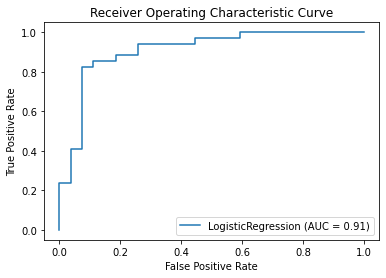 Receiver Operating Characteristic Curve
1.0
0.8
0.6
0.4
0.2
0.0
True Positive Rate
LogisticRegression (AUC = 0.91)
0.0 0.2 0.4 0.6 0.8 1.0
False Positive Rate